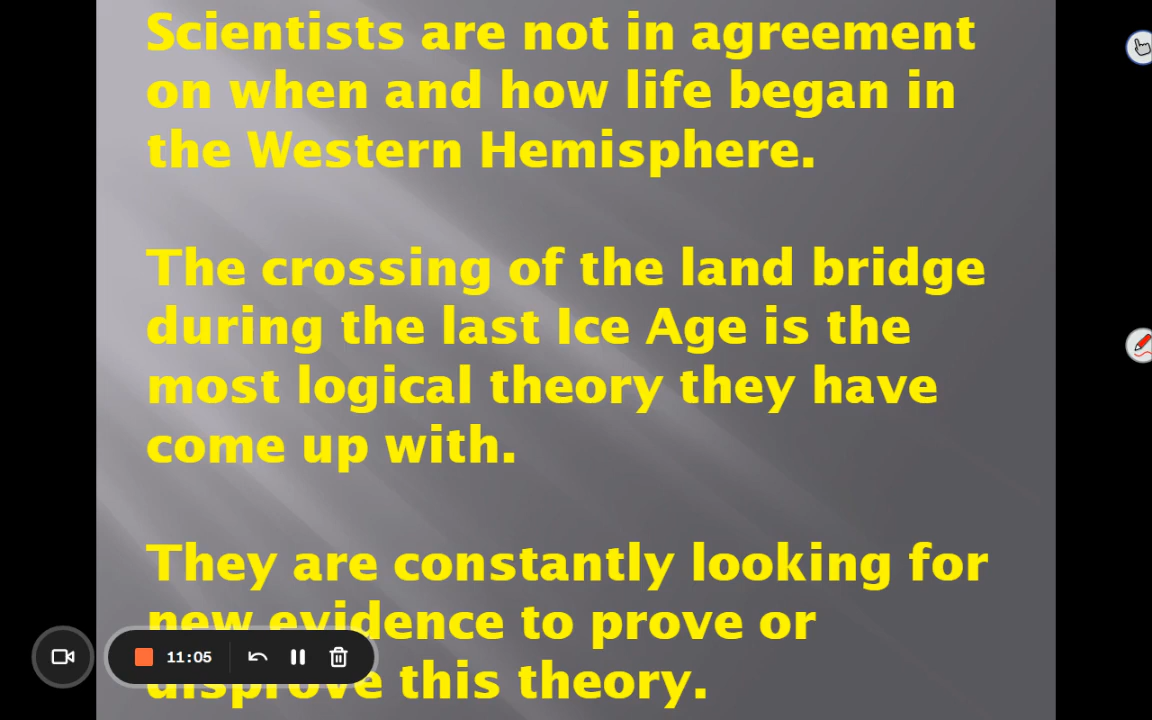 Scientists are not in agreement
on when and how life began in
the Western Hemisphere.
The crossing of the land bridge
during the last Ice Age is the
most logical theory they have
come up with.
They are constantly looking for
new evidence to prove or
disprove this theory.
11:05